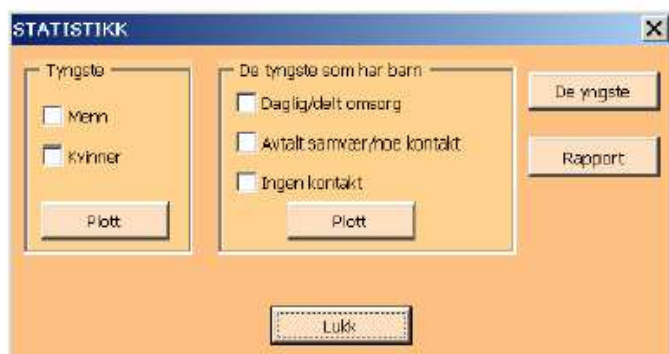 STATISTIKK
Tyngste
Menn
Kvinner
Plott
De tyngste som har barn
Daglig/delt omsorg
Avtalt samvær/noe kontakt
Ingen kontakt
Plott
De yngste
Rapport
Lukk